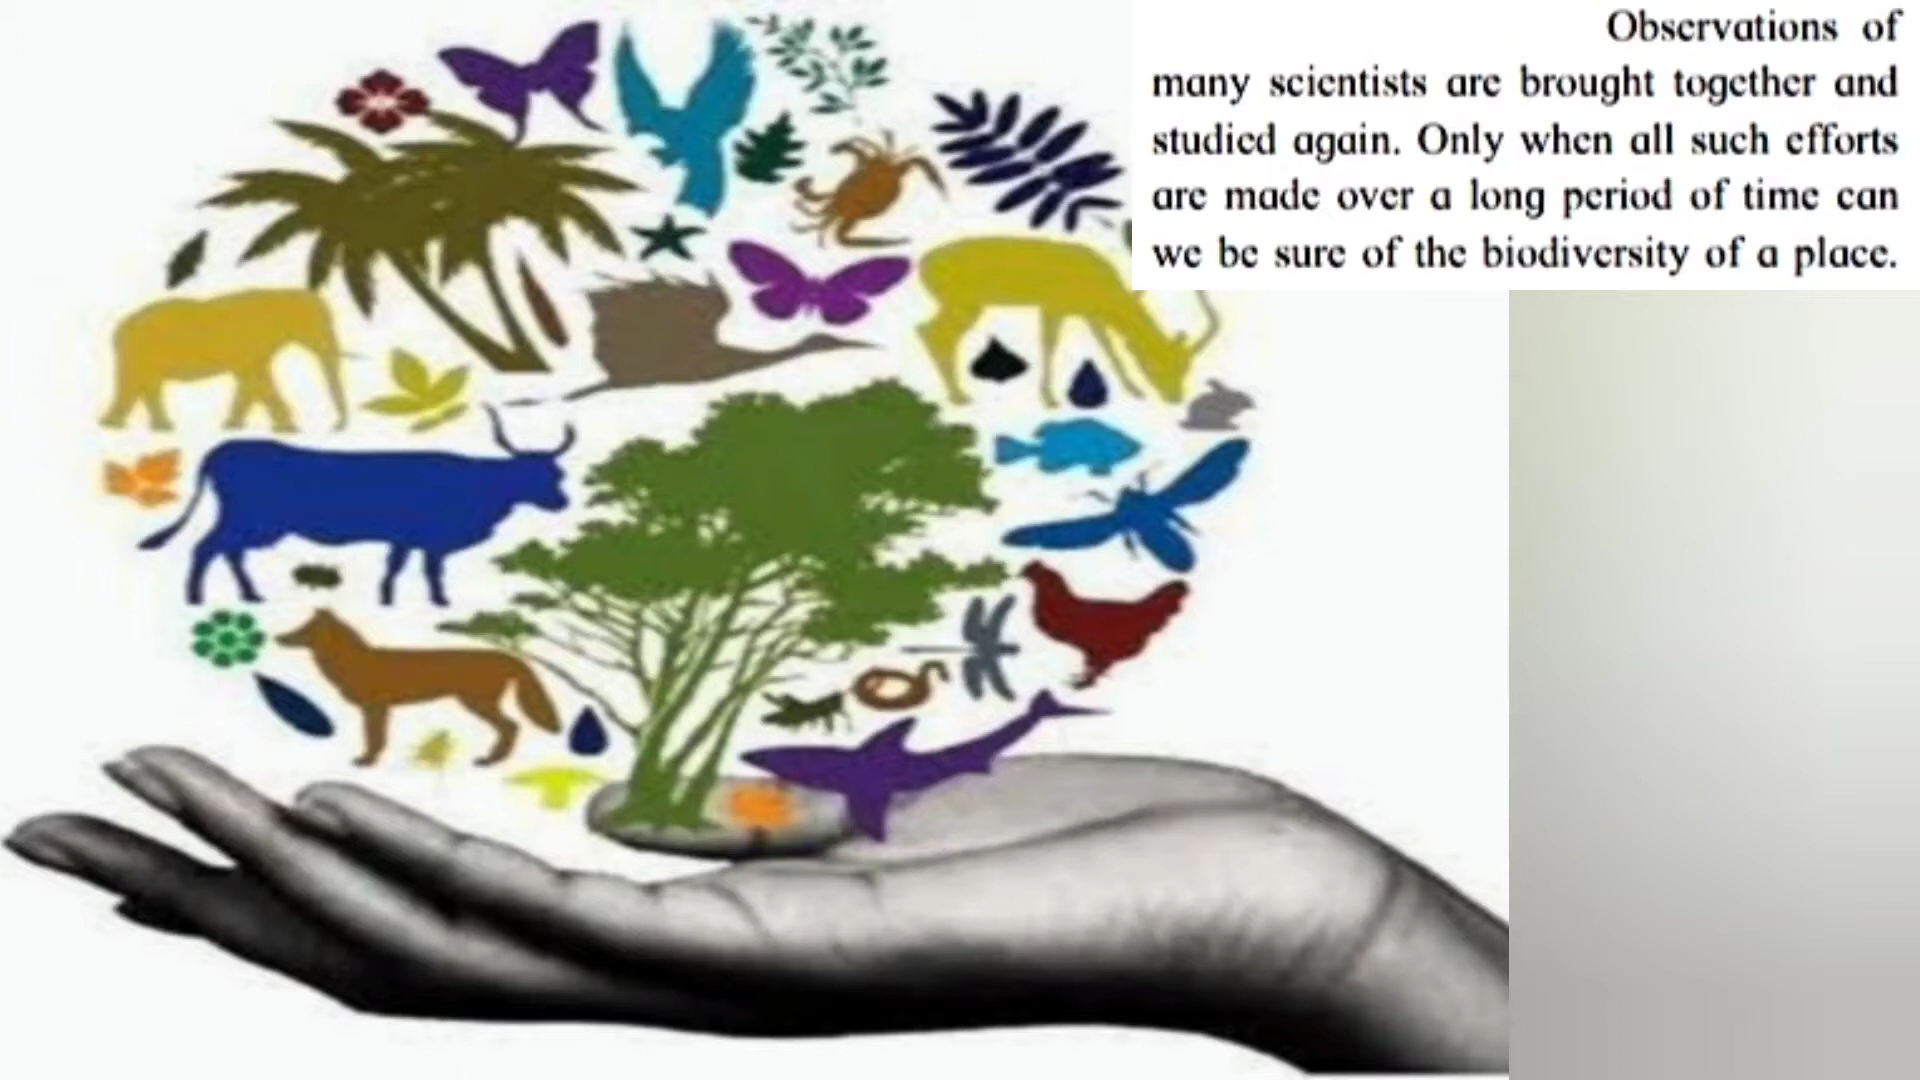 Observations of
many scientists are brought together and
studied again. Only when all such efforts
are made over a long period of time can
we be sure of the biodiversity of a place.